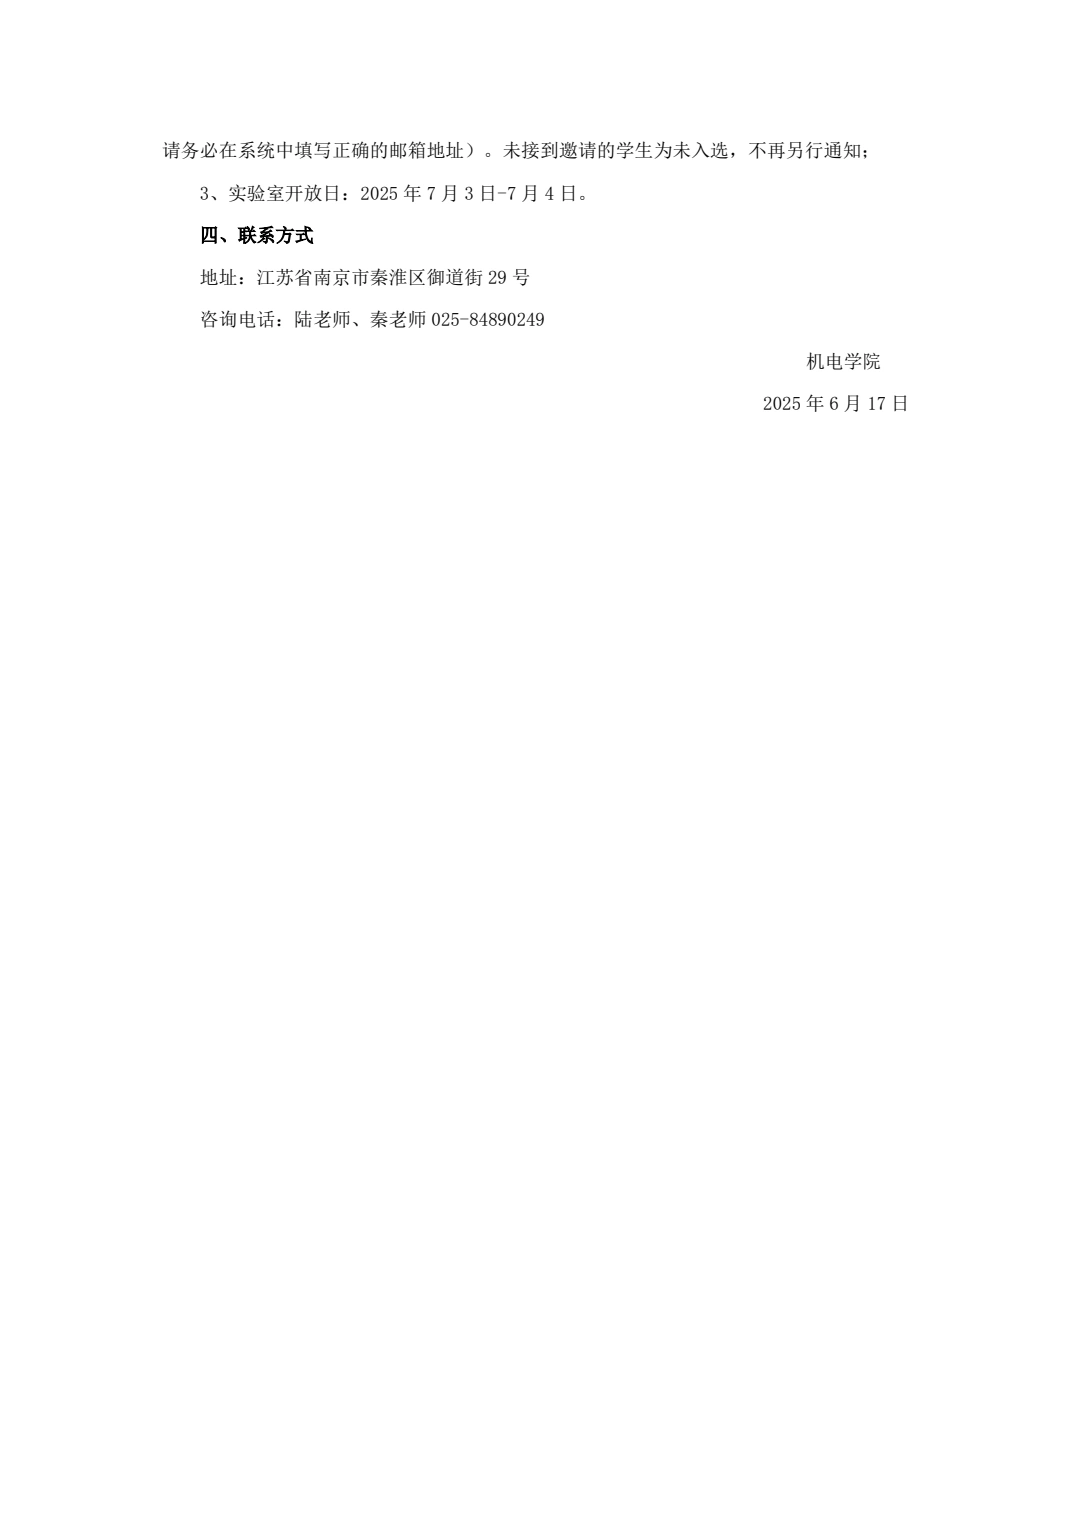 请务必在系统中填写正确的邮箱地址）。未接到邀请的学生为未入选，不再另行通知；
3、实验室开放日：2025 年 7 月 3 日-7 月 4 日。
四、联系方式
地址：江苏省南京市秦淮区御道街 29 号
咨询电话：陆老师、秦老师 025-84890249
机电学院
2025 年 6 月 17 日